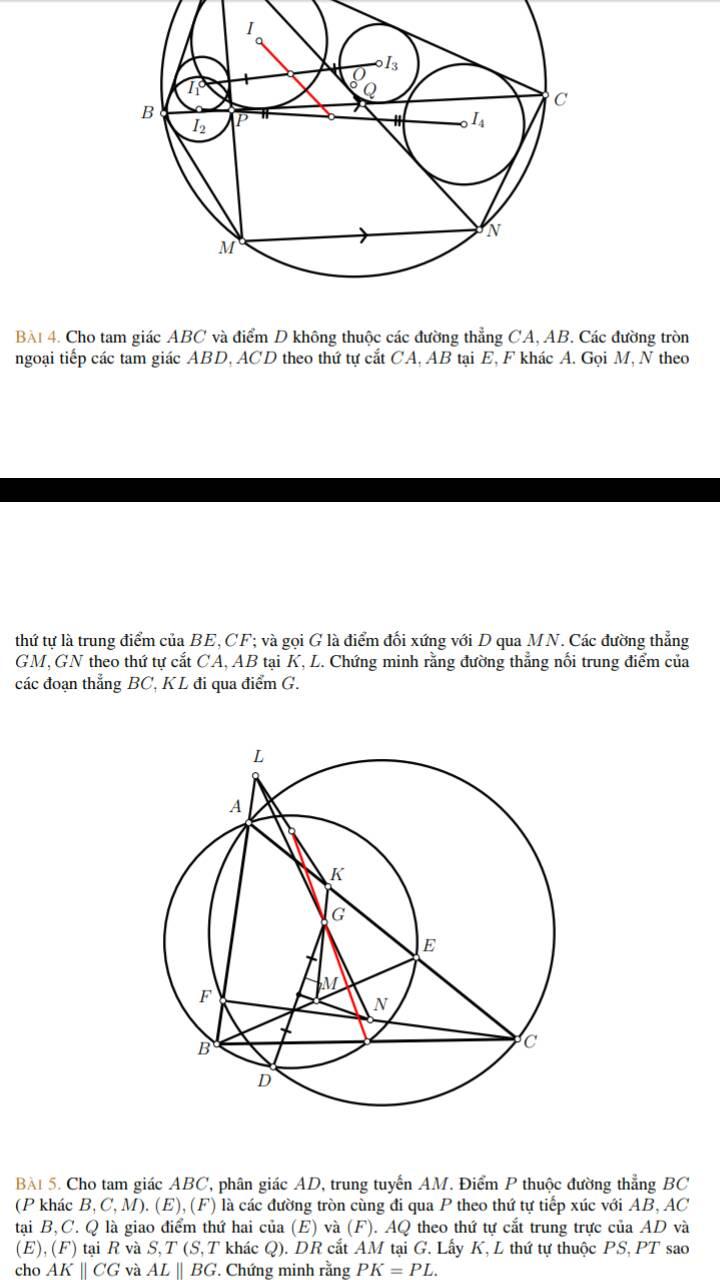 I
I₃
O
I₁
Q
C
B
P
I₂
I₄
N
M
BÀI 4. Cho tam giác ABC và điểm D không thuộc các đường thẳng CA, AB. Các đường tròn
ngoại tiếp các tam giác ABD, ACD theo thứ tự cắt CA, AB tại E, F khác A. Gọi M, N theo
thứ tự là trung điểm của BE, CF; và gọi G là điểm đối xứng với D qua MN. Các đường thẳng
GM, GN theo thứ tự cắt CA, AB tại K, L. Chứng minh rằng đường thẳng nối trung điểm của
các đoạn thẳng BC, KL đi qua điểm G.
L
A
K
G
E
M
F
N
B
C
D
BÀI 5. Cho tam giác ABC, phân giác AD, trung tuyến AM. Điểm P thuộc đường thẳng BC
(P khác B, C, M). (E), (F) là các đường tròn cùng đi qua P theo thứ tự tiếp xúc với AB, AC
tại B, C. Q là giao điểm thứ hai của (E) và (F). AQ theo thứ tự cắt trung trực của AD và
(E), (F) tại R và S, T (S, T khác Q). DR cắt AM tại G. Lấy K, L thứ tự thuộc PS, PT sao
cho AK ∥ CG và AL ∥ BG. Chứng minh rằng PK = PL.